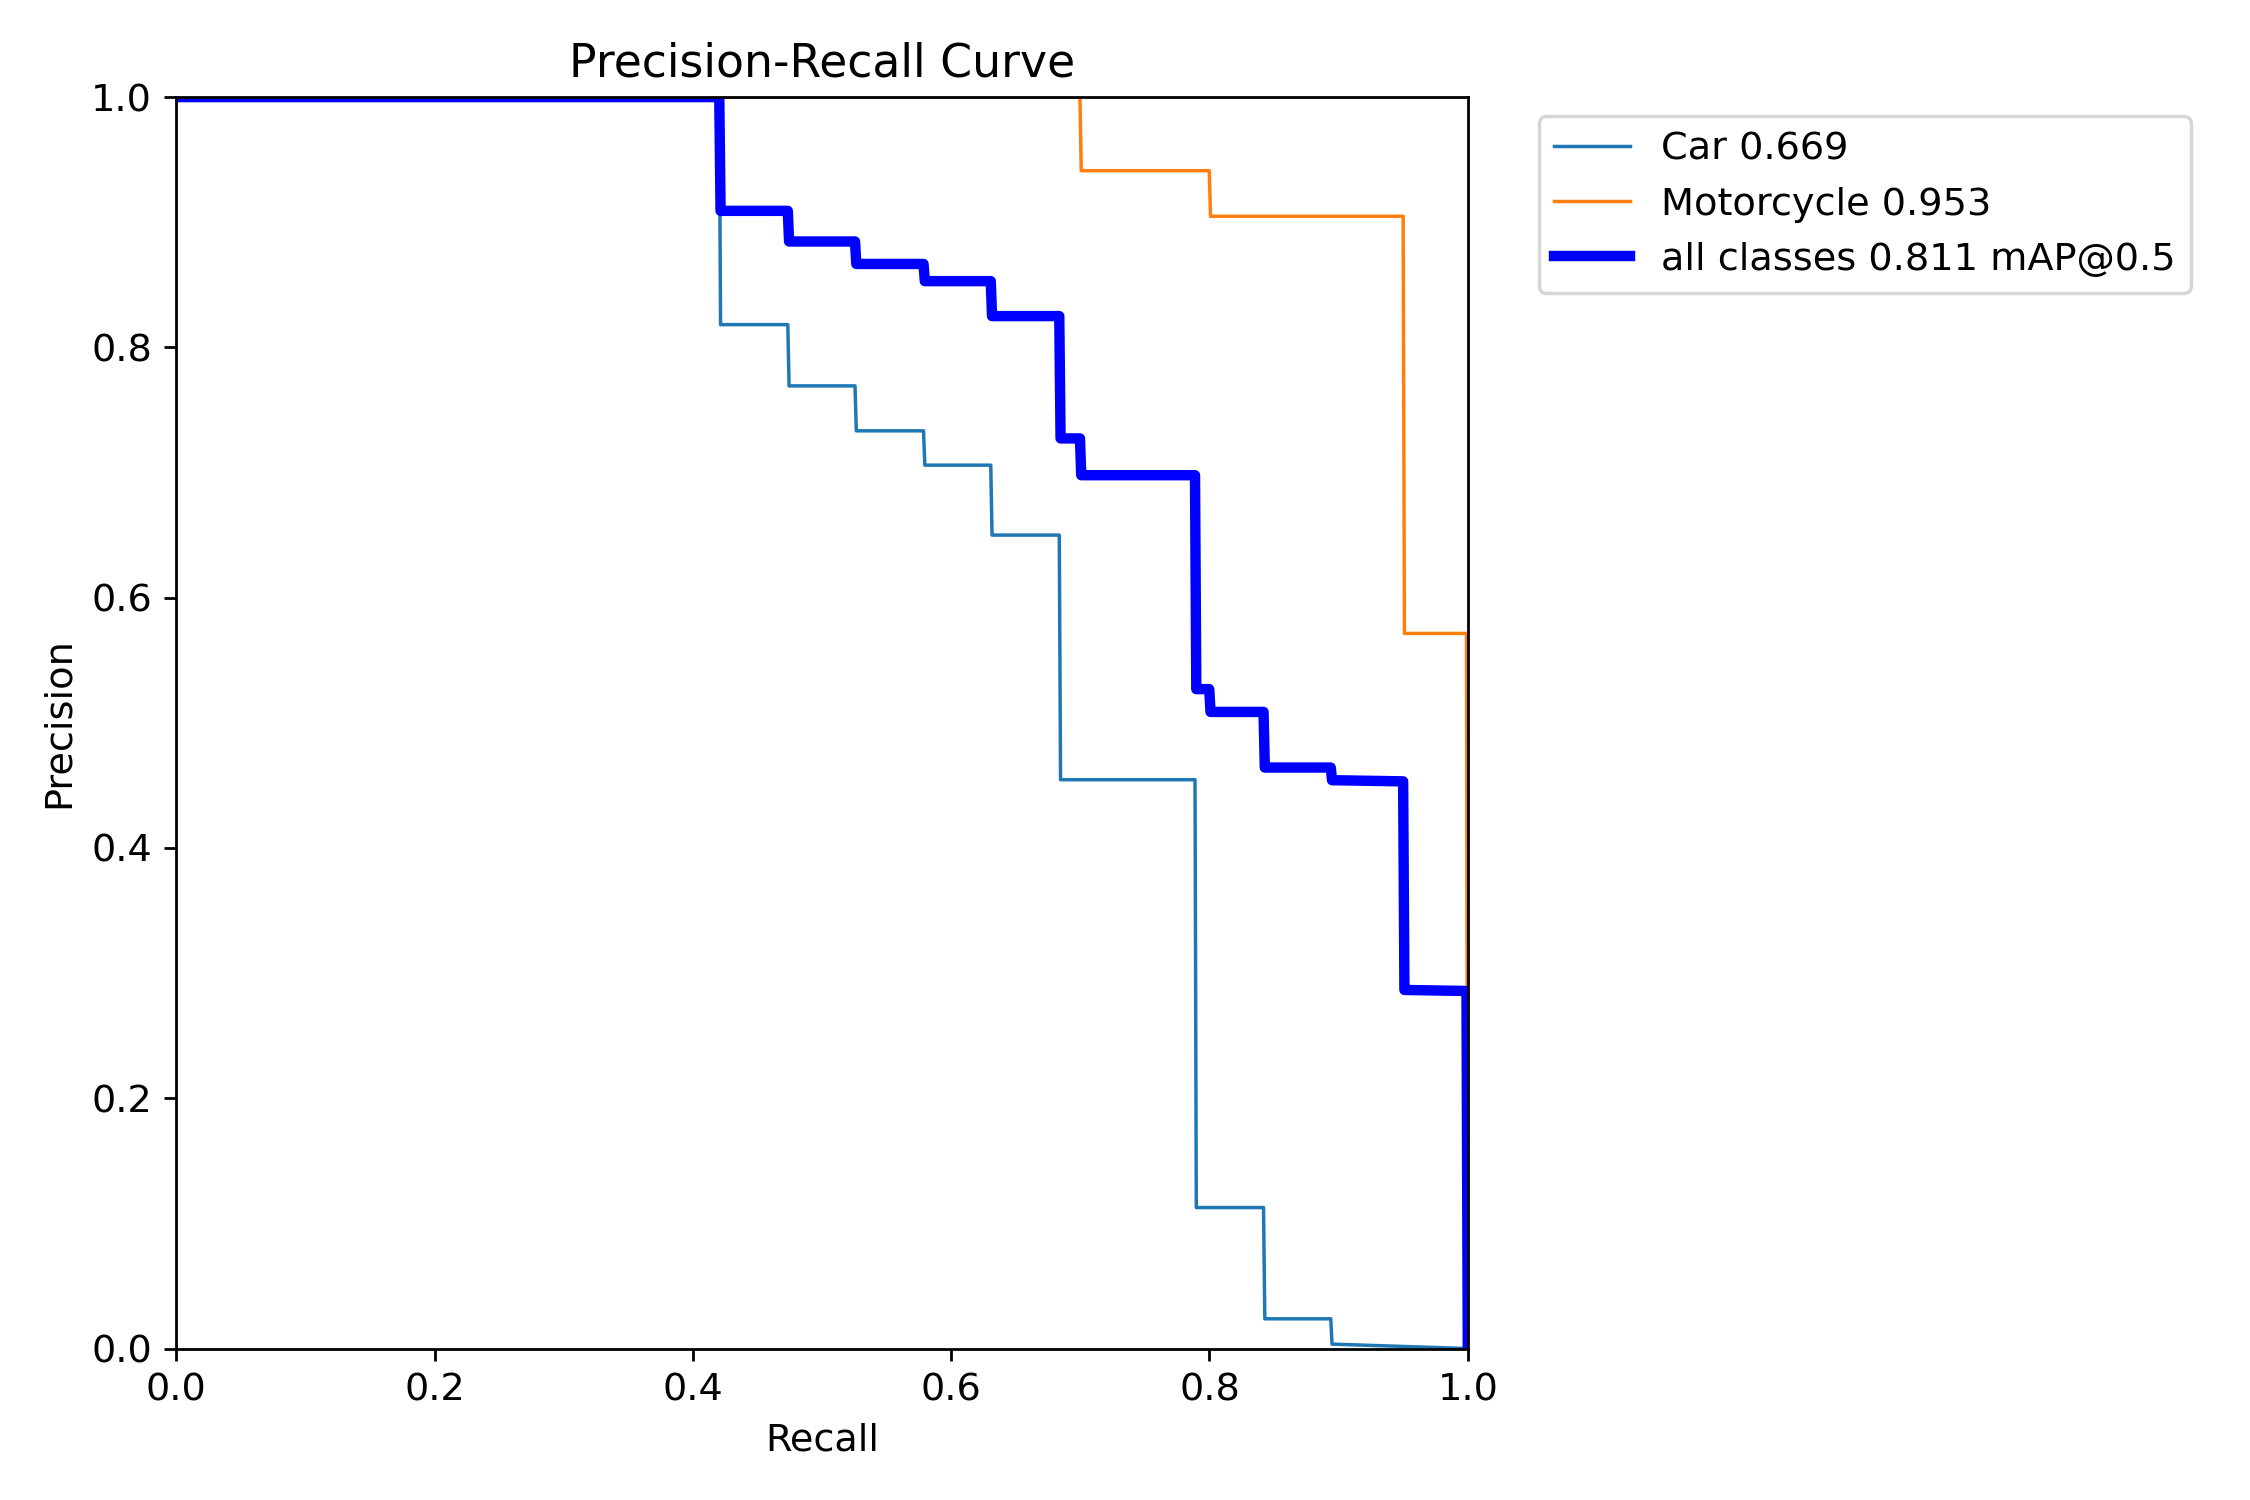 Precision-Recall Curve
1.0
0.8
0.6
0.4
0.2
0.0
Precision
0.0 0.2 0.4 0.6 0.8 1.0
Recall
Car 0.669
Motorcycle 0.953
all classes 0.811 mAP@0.5